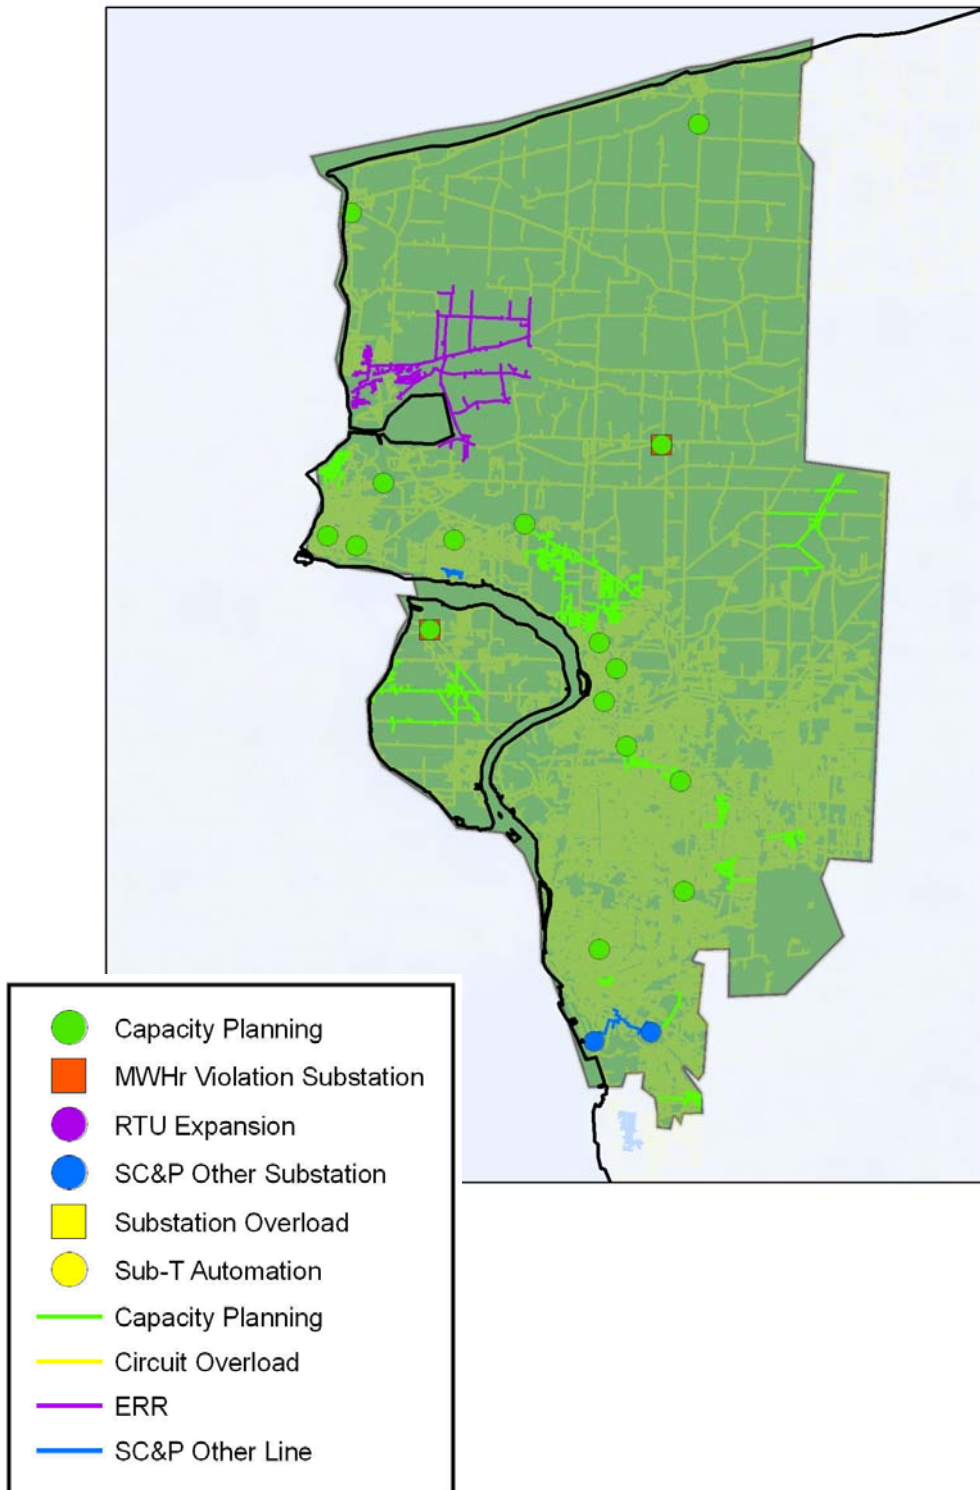 Capacity Planning
MWHr Violation Substation
RTU Expansion
SC&P Other Substation
Substation Overload
Sub-T Automation
Capacity Planning
Circuit Overload
ERR
SC&P Other Line